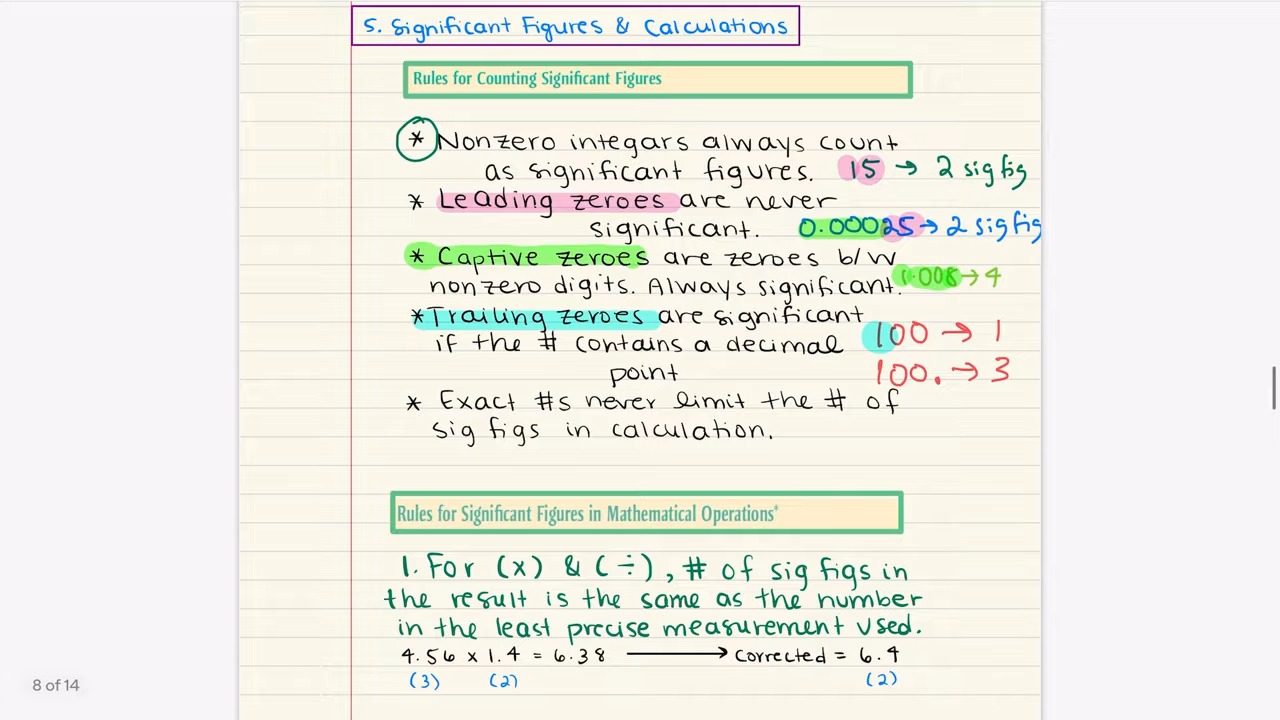 5. Significant Figures & Calculations
Rules for Counting Significant Figures
* Nonzero integars always count
as significant figures. 15 → 2 sig fig
* Leading zeroes are never
significant. 0.00025 → 2 sig fig
* Captive zeroes are zeroes b/w
nonzero digits. Always significant. 1.008 → 4
* Trailing zeroes are significant
if the # contains a decimal
point
100 → 1
100. → 3
* Exact #s never limit the # of
sig figs in calculation.
Rules for Significant Figures in Mathematical Operations*
1. For (x) & (÷), # of sig figs in
the result is the same as the number
in the least precise measurement used.
4.56 x 1.4 = 6.38 → corrected = 6.4
(3) (2) (2)
8 of 14